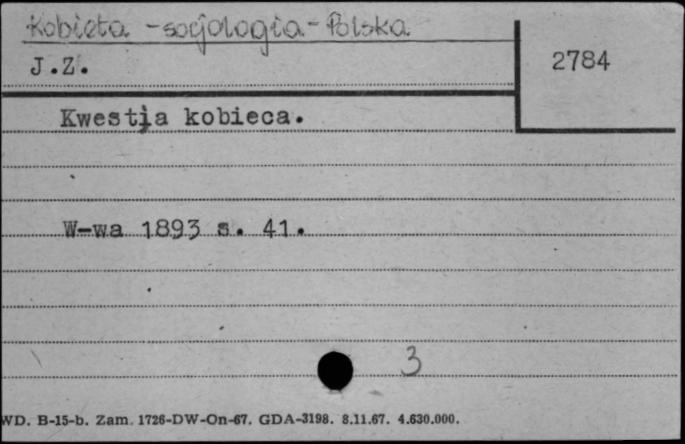 Kobieta - socjologia - Polska
J.Z.
2784
Kwestja kobieca.
W-wa 1893 s. 41.
3
WD. B-15-b. Zam. 1726-DW-On-67. GDA-3198. 8.11.67. 4.630.000.